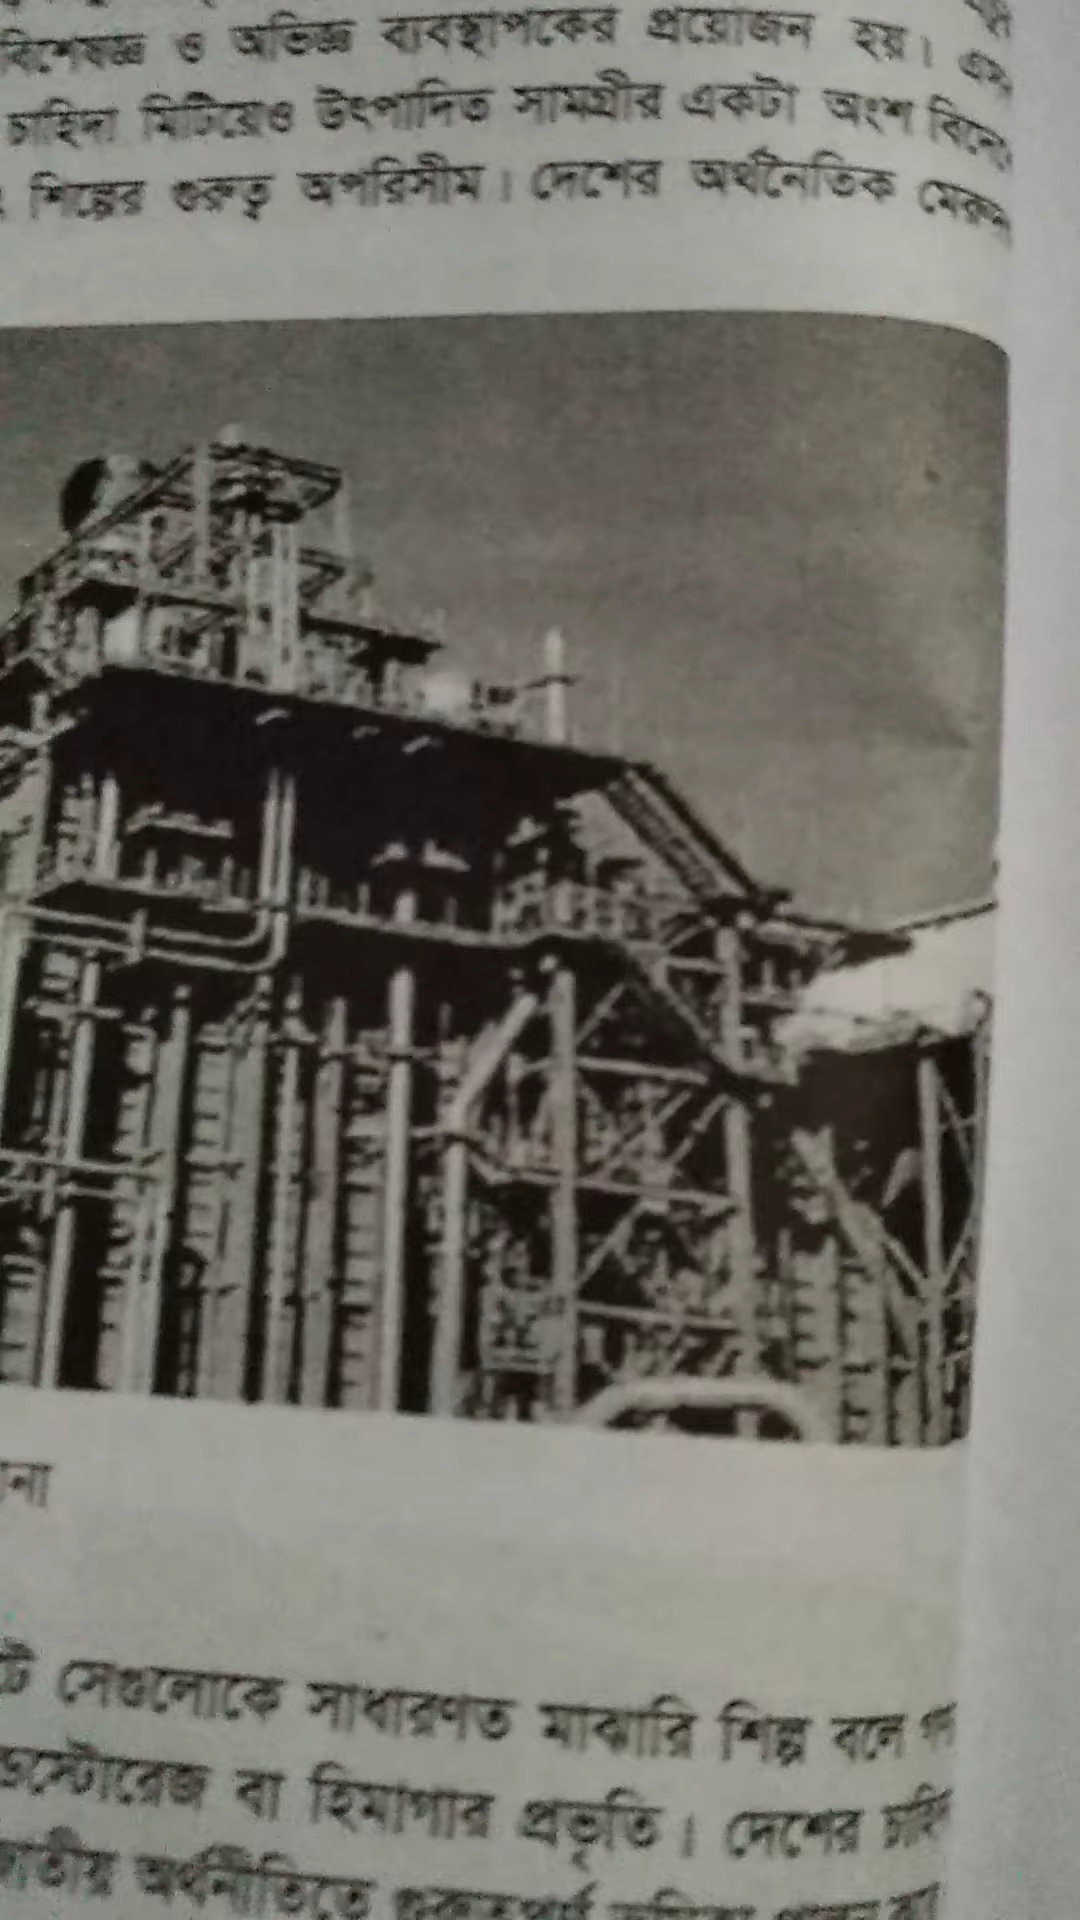 বিশেষজ্ঞ ও অভিজ্ঞ ব্যবস্থাপকের প্রয়োজন হয়।
চাহিদা মিটিয়েও উৎপাদিত সামগ্রীর একটা অংশ
শিল্পের গুরুত্ব অপরিসীম। দেশের অর্থনৈতিক
সেগুলোকে সাধারণত মাঝারি শিল্প বলে
বা হিমাগার প্রভৃতি। দেশের
অর্থনীতিতে